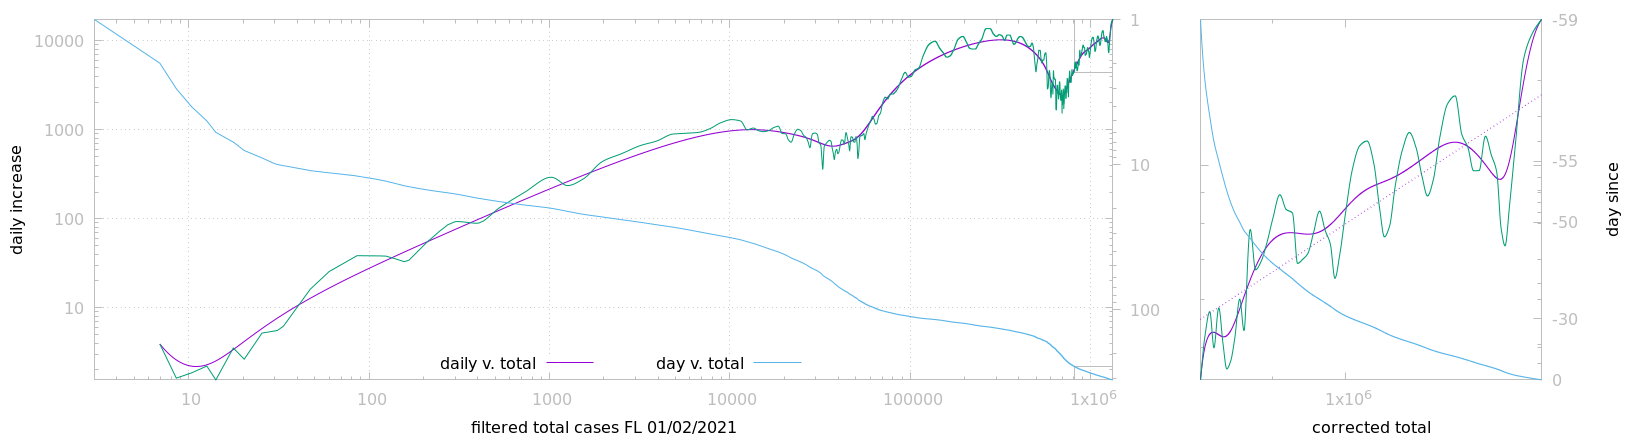 10000
1000
100
10
daily increase
10
100
1000
10000
100000
1x10^6
filtered total cases FL 01/02/2021
daily v. total
day v. total
1
10
100
-59
-55
-50
-30
0
day since
1x10^6
corrected total